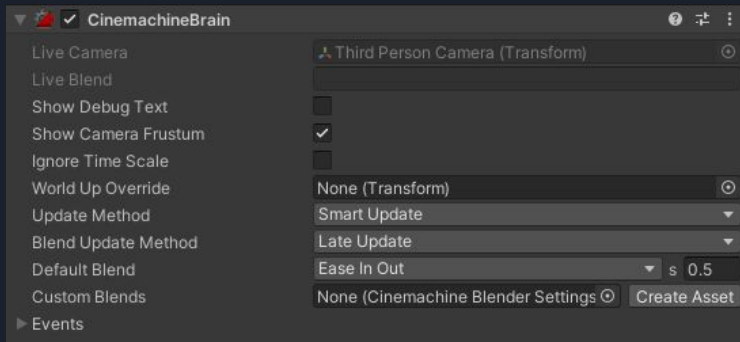 CinemachineBrain
Live Camera Third Person Camera (Transform)
Live Blend
Show Debug Text
Show Camera Frustum
Ignore Time Scale
World Up Override None (Transform)
Update Method Smart Update
Blend Update Method Late Update
Default Blend Ease In Out s 0.5
Custom Blends None (Cinemachine Blender Settings Create Asset
Events